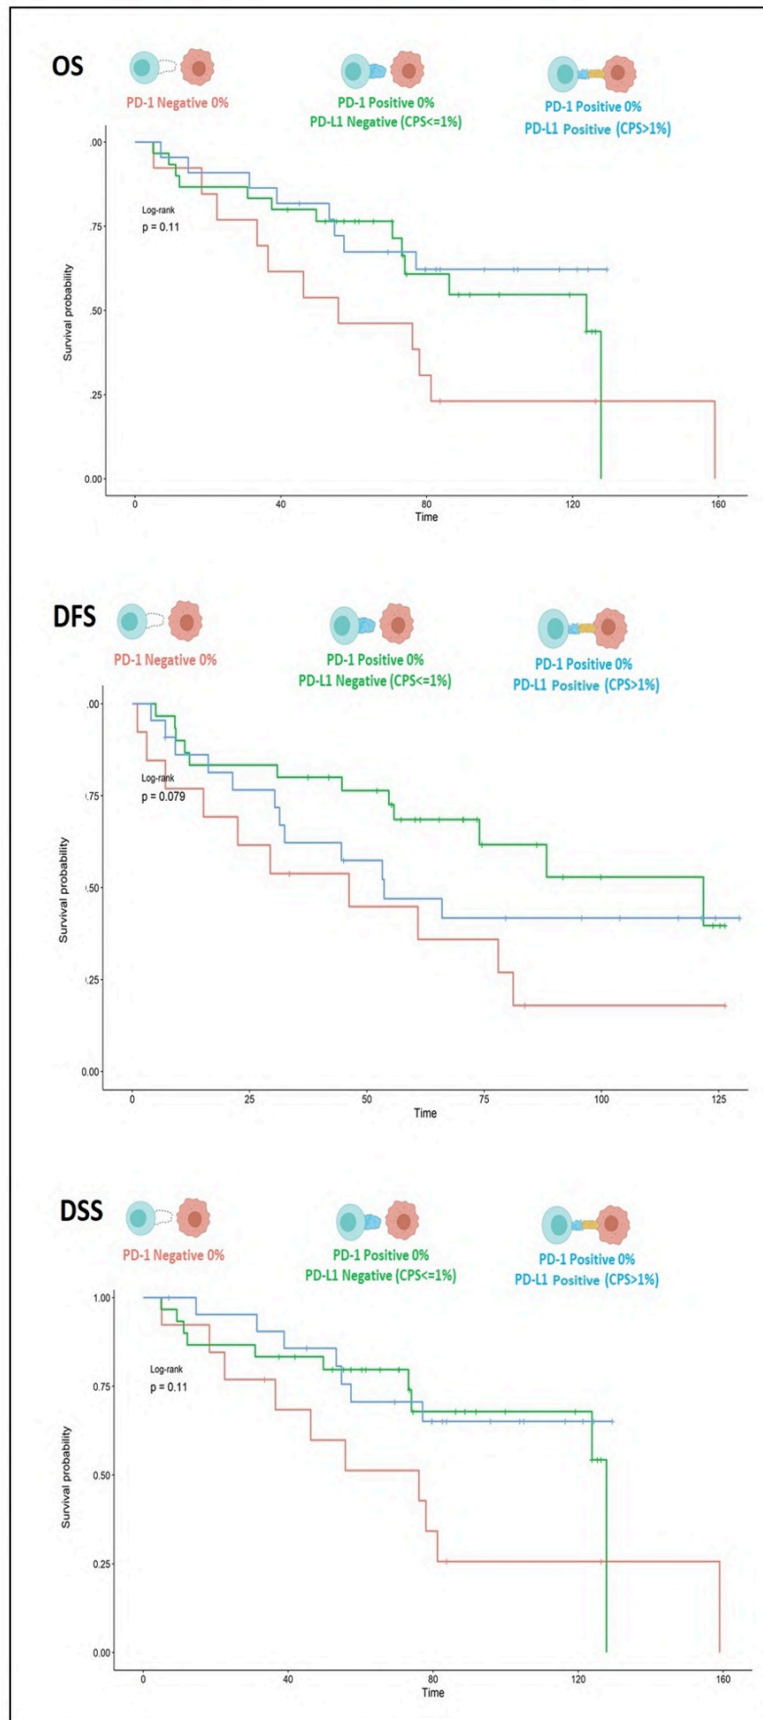 OS
PD-1 Negative 0%
PD-1 Positive 0%
PD-L1 Negative (CPS<=1%)
PD-1 Positive 0%
PD-L1 Positive (CPS>1%)
.00
.75
.50
.25
0.00
Survival probability
Log-rank
p = 0.11
0 40 80 120 160
Time
DFS
PD-1 Negative 0%
PD-1 Positive 0%
PD-L1 Negative (CPS<=1%)
PD-1 Positive 0%
PD-L1 Positive (CPS>1%)
.00
.75
.50
.25
0.00
Survival probability
Log-rank
p = 0.079
0 25 50 75 100 125
Time
DSS
PD-1 Negative 0%
PD-1 Positive 0%
PD-L1 Negative (CPS<=1%)
PD-1 Positive 0%
PD-L1 Positive (CPS>1%)
1.00
0.75
0.50
0.25
0.00
Survival probability
Log-rank
p = 0.11
0 40 80 120 160
Time